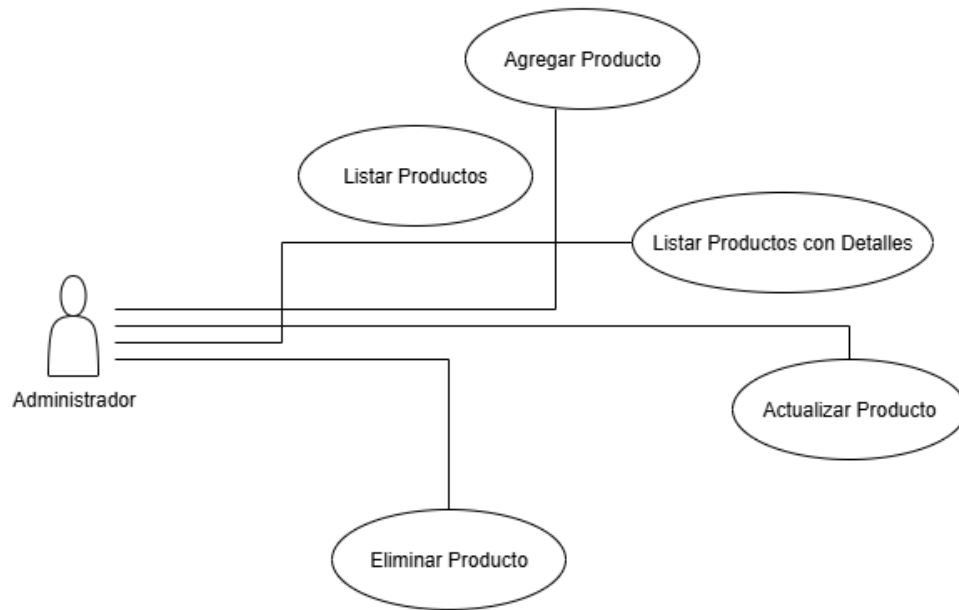 Agregar Producto
Listar Productos
Listar Productos con Detalles
Administrador
Actualizar Producto
Eliminar Producto